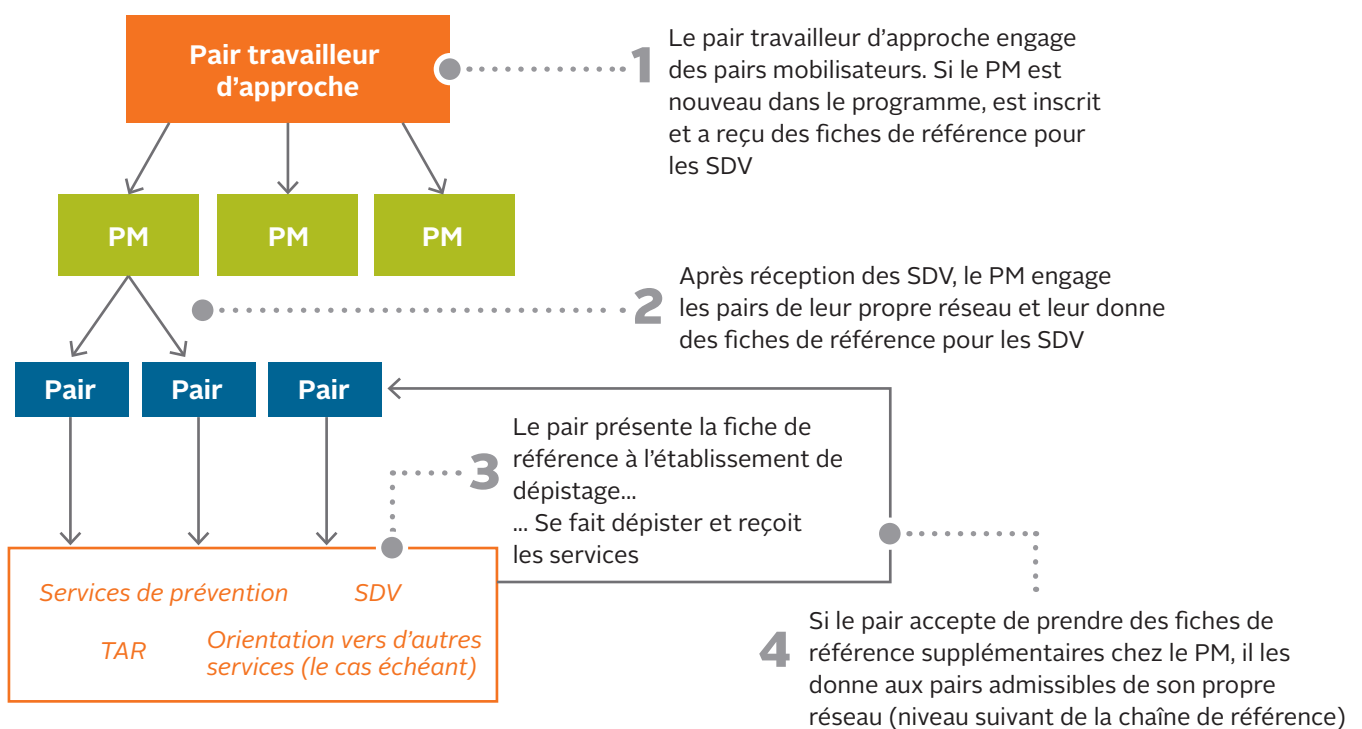 Pair travailleur
d'approche
1
Le pair travailleur d'approche engage
des pairs mobilisateurs. Si le PM est
nouveau dans le programme, est inscrit
et a reçu des fiches de référence pour
les SDV
PM
PM
PM
2
Après réception des SDV, le PM engage
les pairs de leur propre réseau et leur donne
des fiches de référence pour les SDV
Pair
Pair
Pair
3
Le pair présente la fiche de
référence à l'établissement de
dépistage...
... Se fait dépister et reçoit
les services
Services de prévention
SDV
TAR
Orientation vers d'autres
services (le cas échéant)
4
Si le pair accepte de prendre des fiches de
référence supplémentaires chez le PM, il les
donne aux pairs admissibles de son propre
réseau (niveau suivant de la chaîne de référence)